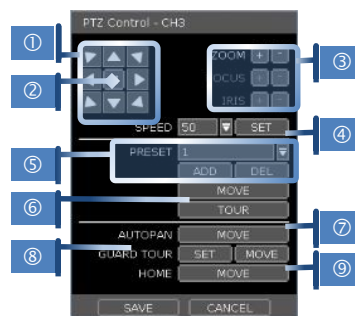 PTZ Control - CH3
①
②
ZOOM + -
FOCUS + -
IRIS + -
③
SPEED 50 SET
④
⑤
PRESET 1
ADD DEL
MOVE
⑥
TOUR
AUTOPAN MOVE
⑦
⑧
GUARD TOUR SET MOVE
HOME MOVE
⑨
SAVE CANCEL